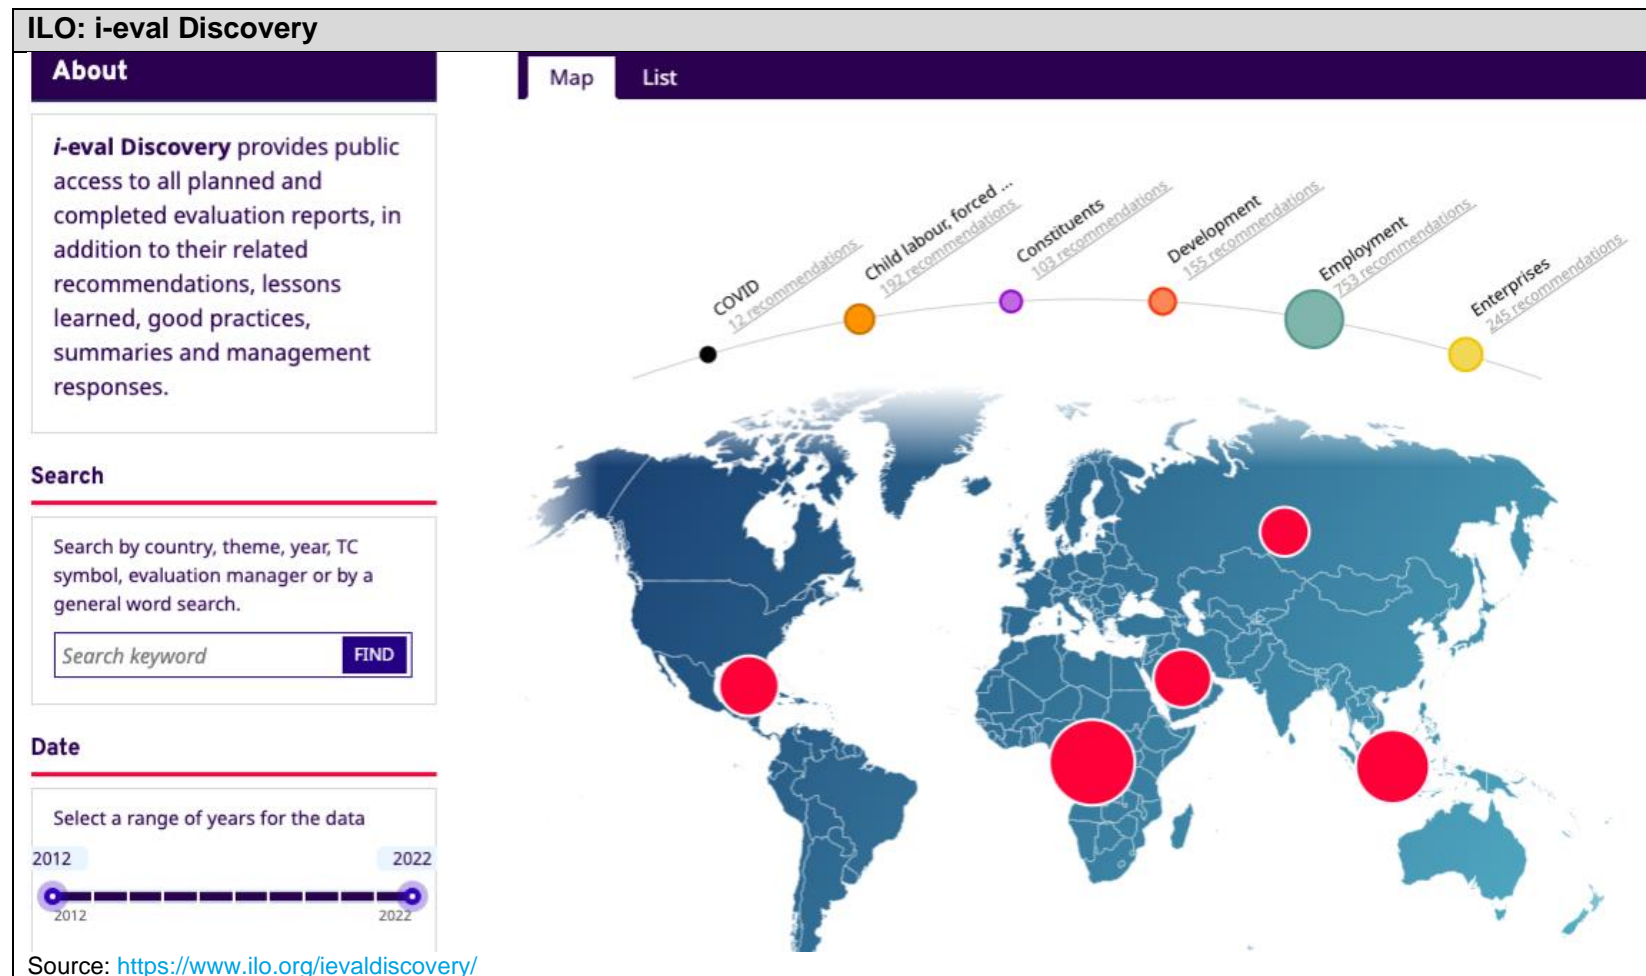 ILO: i-eval Discovery
About
i-eval Discovery provides public
access to all planned and
completed evaluation reports, in
addition to their related
recommendations, lessons
learned, good practices,
summaries and management
responses.
Search
Search by country, theme, year, TC
symbol, evaluation manager or by a
general word search.
Search keyword
FIND
Date
Select a range of years for the data
2012
2022
2012
2022
Map
List
COVID
12 recommendations
Child labour, forced ...
192 recommendations
Constituents
103 recommendations
Development
155 recommendations
Employment
753 recommendations
Enterprises
245 recommendations
Source: https://www.ilo.org/ievaldiscovery/